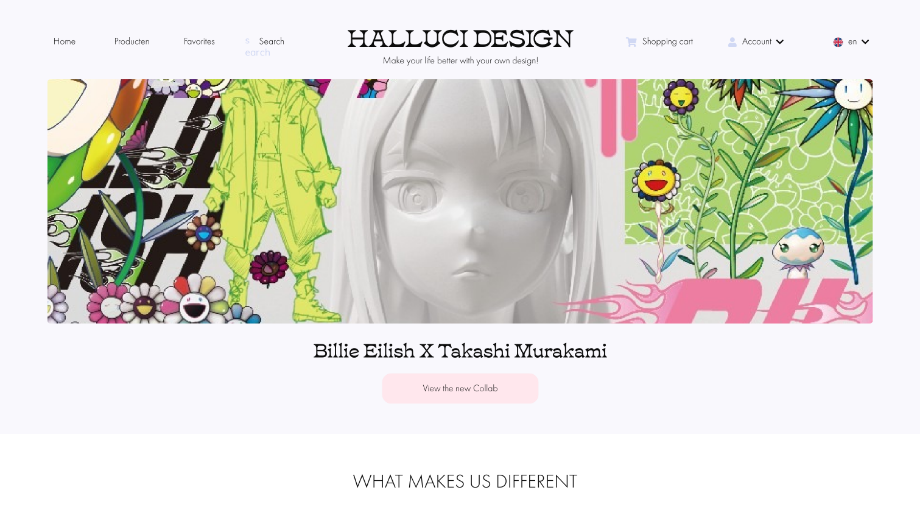 Home
Producten
Favorites
s
earch
Search
HALLUCI DESIGN
Make your life better with your own design!
Shopping cart
Account
en
Billie Eilish X Takashi Murakami
View the new Collab
WHAT MAKES US DIFFERENT